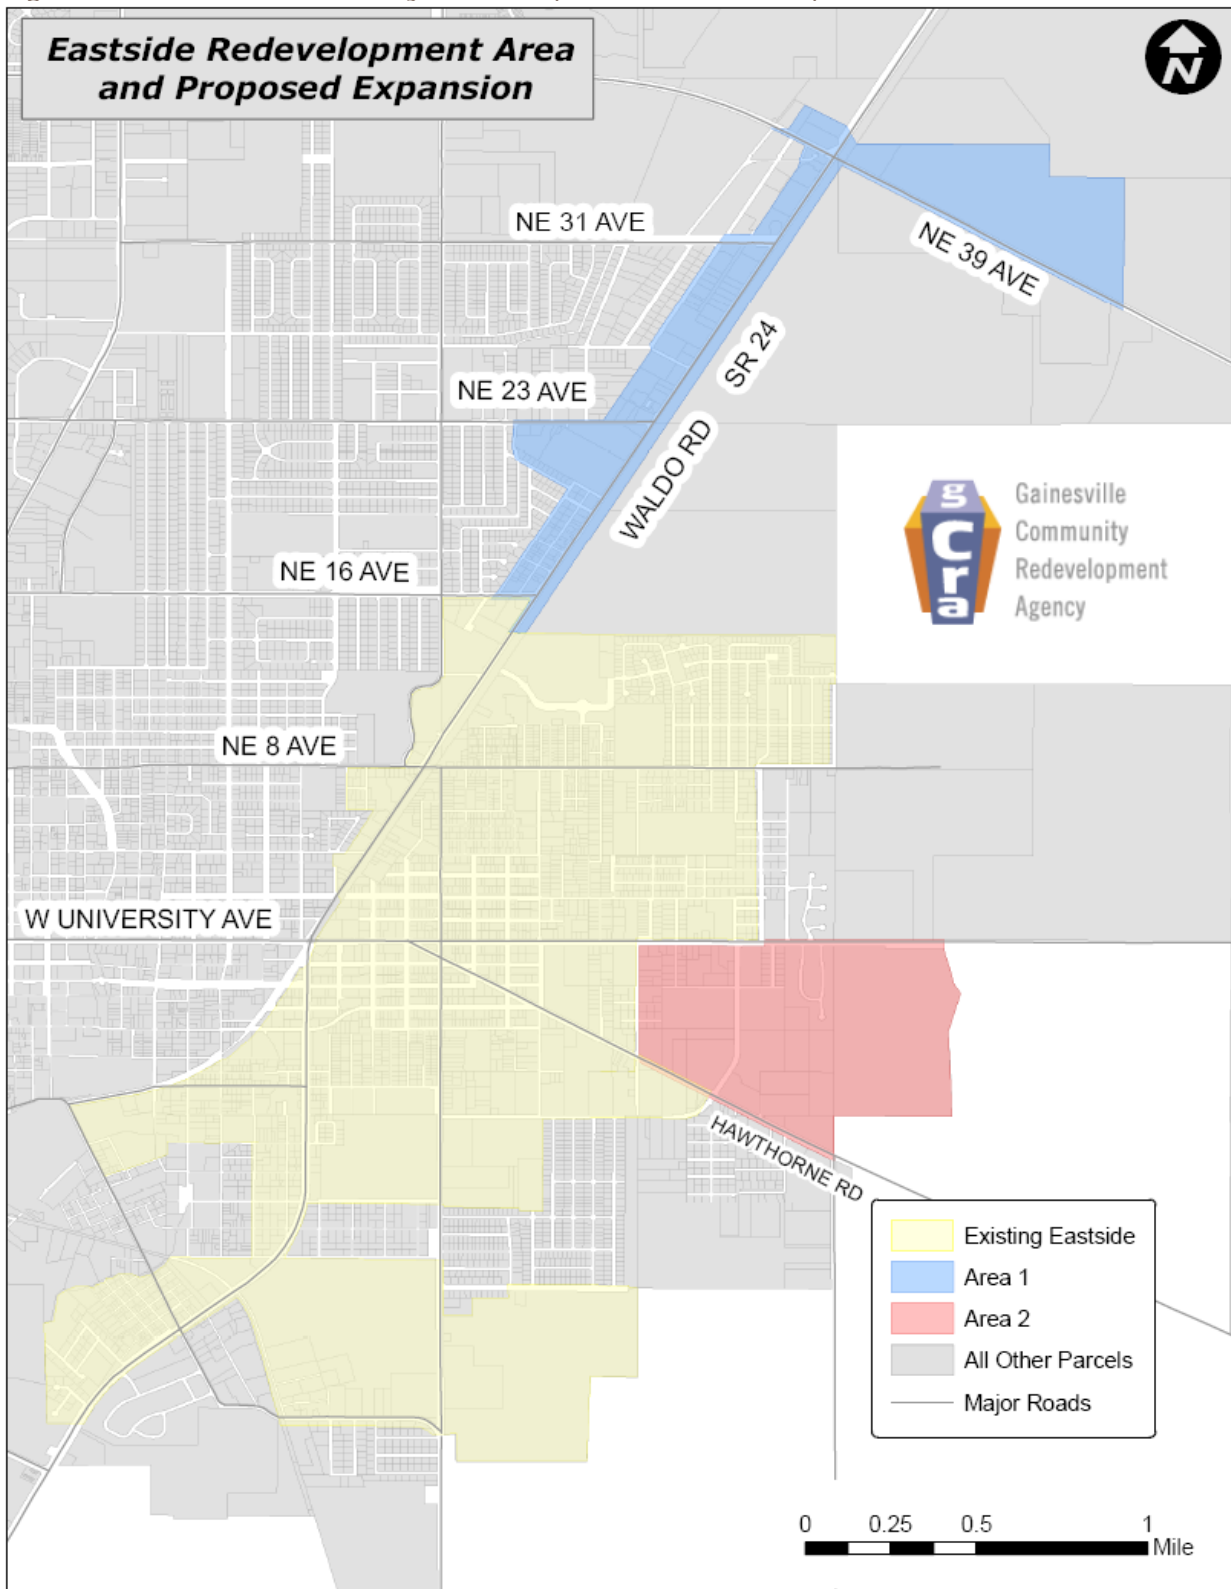 Eastside Redevelopment Area
and Proposed Expansion
N
NE 31 AVE
NE 39 AVE
SR 24
NE 23 AVE
WALDO RD
g
C
r
a
Gainesville
Community
Redevelopment
Agency
NE 16 AVE
NE 8 AVE
W UNIVERSITY AVE
HAWTHORNE RD
Existing Eastside
Area 1
Area 2
All Other Parcels
Major Roads
0 0.25 0.5 1
Mile